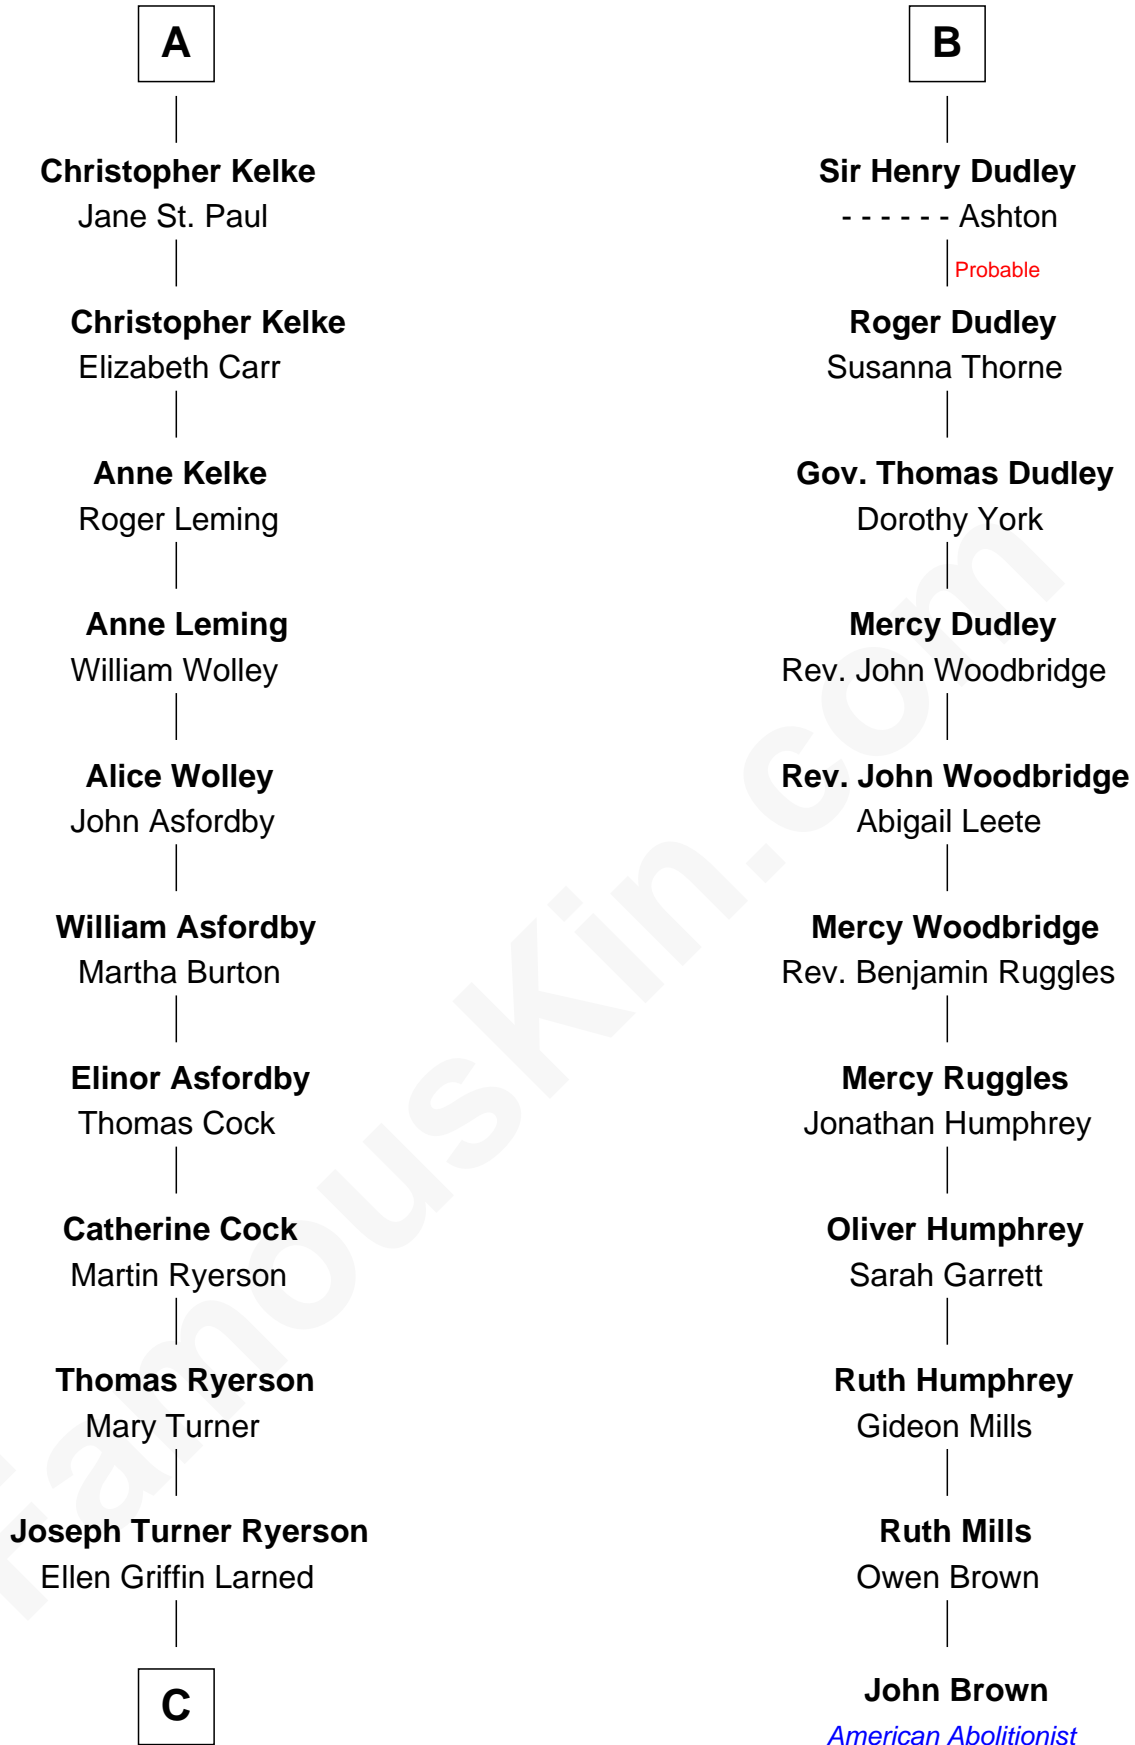 A
Christopher Kelke
Jane St. Paul
Christopher Kelke
Elizabeth Carr
Anne Kelke
Roger Leming
Anne Leming
William Wolley
Alice Wolley
John Asfordby
William Asfordby
Martha Burton
Elinor Asfordby
Thomas Cock
Catherine Cock
Martin Ryerson
Thomas Ryerson
Mary Turner
Joseph Turner Ryerson
Ellen Griffin Larned
C
B
Sir Henry Dudley
- - - - - - Ashton
Probable
Roger Dudley
Susanna Thorne
Gov. Thomas Dudley
Dorothy York
Mercy Dudley
Rev. John Woodbridge
Rev. John Woodbridge
Abigail Leete
Mercy Woodbridge
Rev. Benjamin Ruggles
Mercy Ruggles
Jonathan Humphrey
Oliver Humphrey
Sarah Garrett
Ruth Humphrey
Gideon Mills
Ruth Mills
Owen Brown
John Brown
American Abolitionist
FamousKin.com